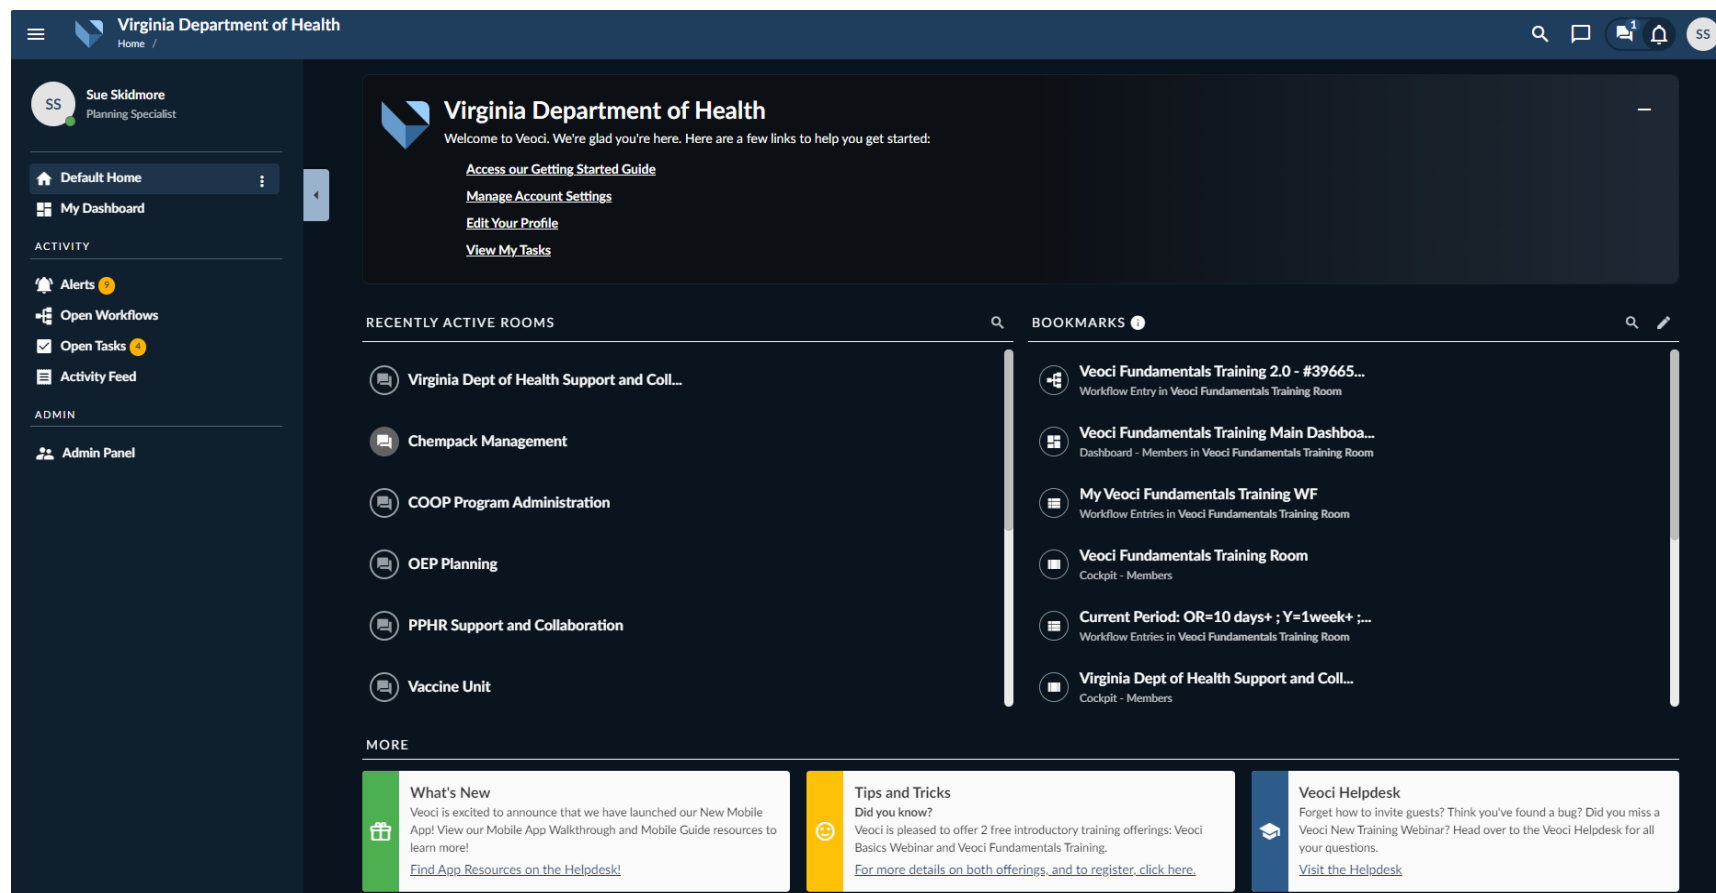 Virginia Department of Health
Home /
1
SS
SS
Sue Skidmore
Planning Specialist
Default Home
My Dashboard
ACTIVITY
Alerts 9
Open Workflows
Open Tasks 4
Activity Feed
ADMIN
Admin Panel
Virginia Department of Health
Welcome to Veoci. We're glad you're here. Here are a few links to help you get started:
Access our Getting Started Guide
Manage Account Settings
Edit Your Profile
View My Tasks
RECENTLY ACTIVE ROOMS
Virginia Dept of Health Support and Coll...
Chempack Management
COOP Program Administration
OEP Planning
PPHR Support and Collaboration
Vaccine Unit
BOOKMARKS
Veoci Fundamentals Training 2.0 - #39665...
Workflow Entry in Veoci Fundamentals Training Room
Veoci Fundamentals Training Main Dashboa...
Dashboard - Members in Veoci Fundamentals Training Room
My Veoci Fundamentals Training WF
Workflow Entries in Veoci Fundamentals Training Room
Veoci Fundamentals Training Room
Cockpit - Members
Current Period: OR=10 days+ ; Y=1week+ ;...
Workflow Entries in Veoci Fundamentals Training Room
Virginia Dept of Health Support and Coll...
Cockpit - Members
MORE
What's New
Veoci is excited to announce that we have launched our New Mobile
App! View our Mobile App Walkthrough and Mobile Guide resources to
learn more!
Find App Resources on the Helpdesk!
Tips and Tricks
Did you know?
Veoci is pleased to offer 2 free introductory training offerings: Veoci
Basics Webinar and Veoci Fundamentals Training.
For more details on both offerings, and to register, click here.
Veoci Helpdesk
Forget how to invite guests? Think you've found a bug? Did you miss a
Veoci New Training Webinar? Head over to the Veoci Helpdesk for all
your questions.
Visit the Helpdesk